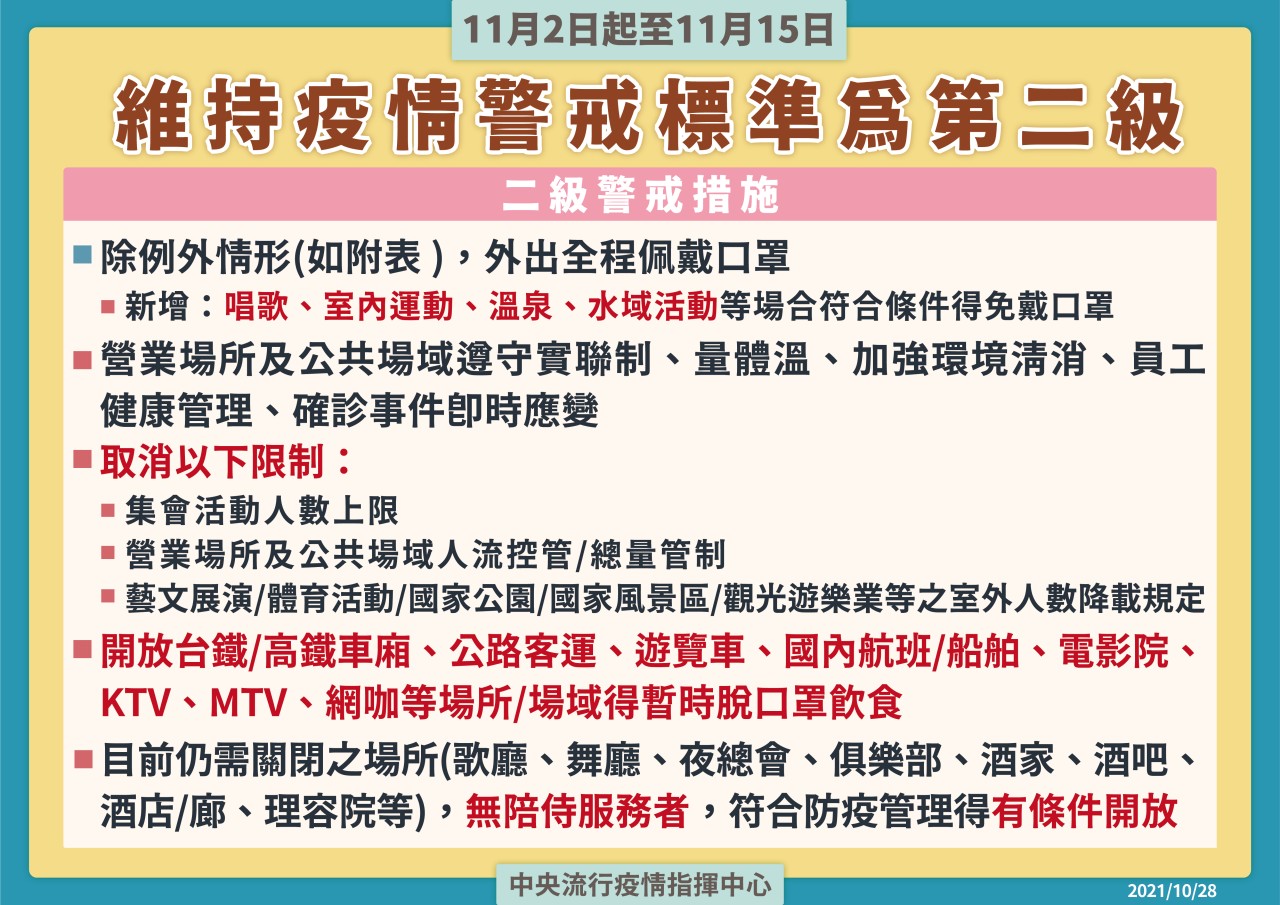 11月2日起至11月15日
維持疫情警戒標準為第二級
二級警戒措施
除例外情形(如附表 )，外出全程佩戴口罩
新增：唱歌、室內運動、溫泉、水域活動等場合符合條件得免戴口罩
營業場所及公共場域遵守實聯制、量體溫、加強環境清消、員工
健康管理、確診事件即時應變
取消以下限制：
集會活動人數上限
營業場所及公共場域人流控管/總量管制
藝文展演/體育活動/國家公園/國家風景區/觀光遊樂業等之室外人數降載規定
開放台鐵/高鐵車廂、公路客運、遊覽車、國內航班/船舶、電影院、
KTV、MTV、網咖等場所/場域得暫時脫口罩飲食
目前仍需關閉之場所(歌廳、舞廳、夜總會、俱樂部、酒家、酒吧、
酒店/廊、理容院等)，無陪侍服務者，符合防疫管理得有條件開放
中央流行疫情指揮中心
2021/10/28